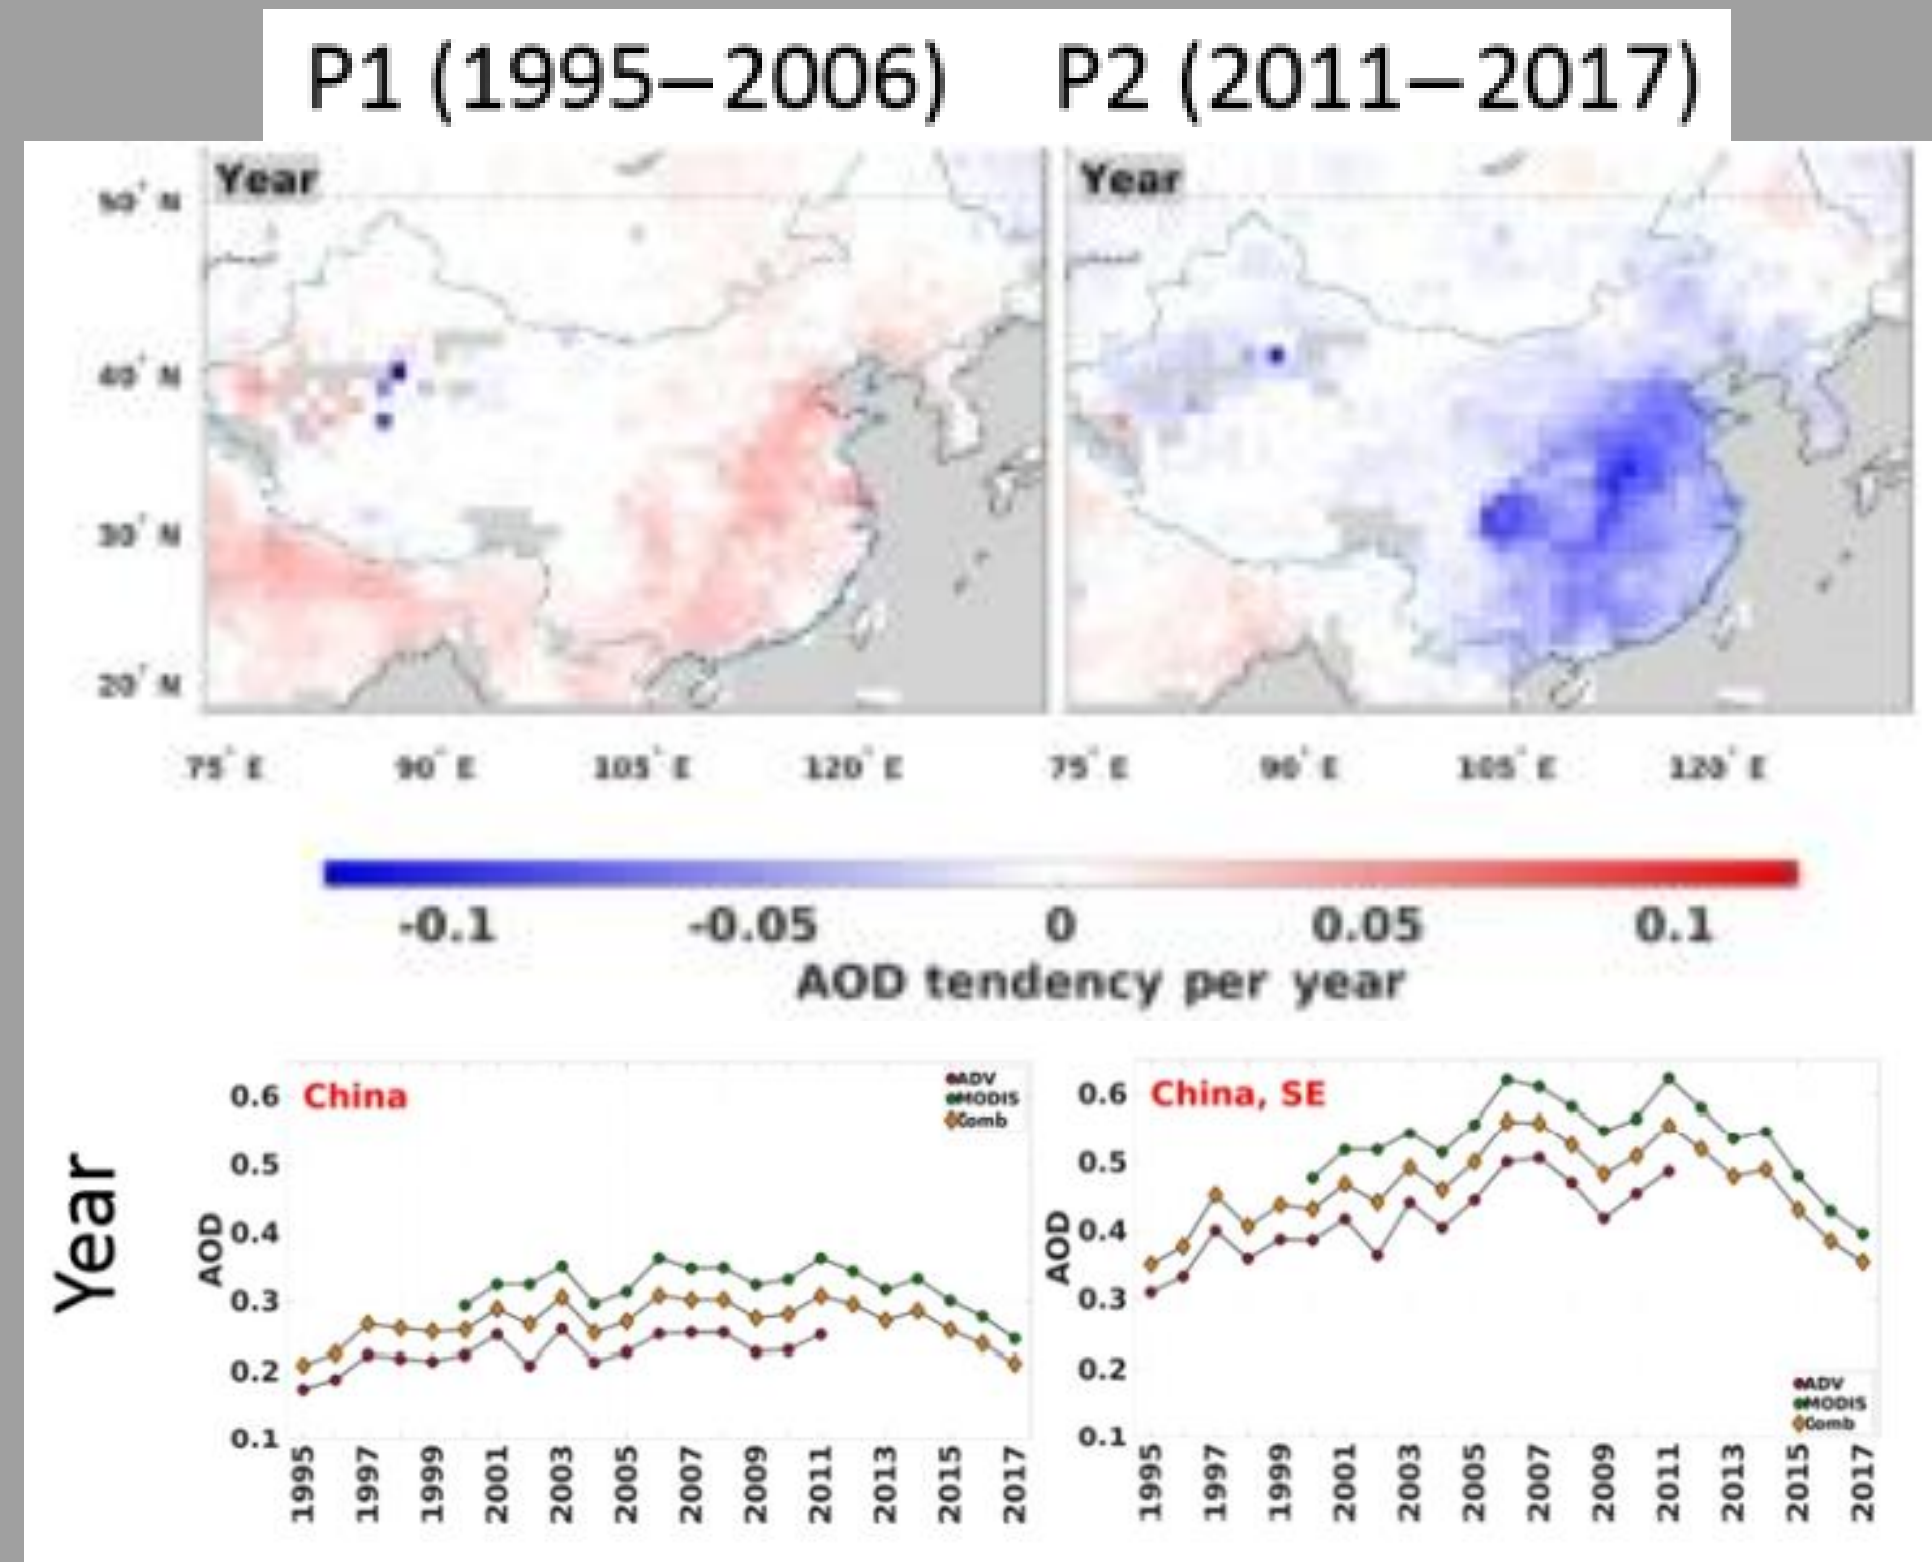 P1 (1995–2006) P2 (2011–2017)
Year Year
50° N
40° N
30° N
20° N
75° E 90° E 105° E 120° E 75° E 90° E 105° E 120° E
-0.1 -0.05 0 0.05 0.1
AOD tendency per year
Year
China
ADV
MODIS
Comb
AOD
0.6
0.5
0.4
0.3
0.2
0.1
1995 1997 1999 2001 2003 2005 2007 2009 2011 2013 2015 2017
China, SE
AOD
0.6
0.5
0.4
0.3
0.2
0.1
ADV
MODIS
Comb
1995 1997 1999 2001 2003 2005 2007 2009 2011 2013 2015 2017